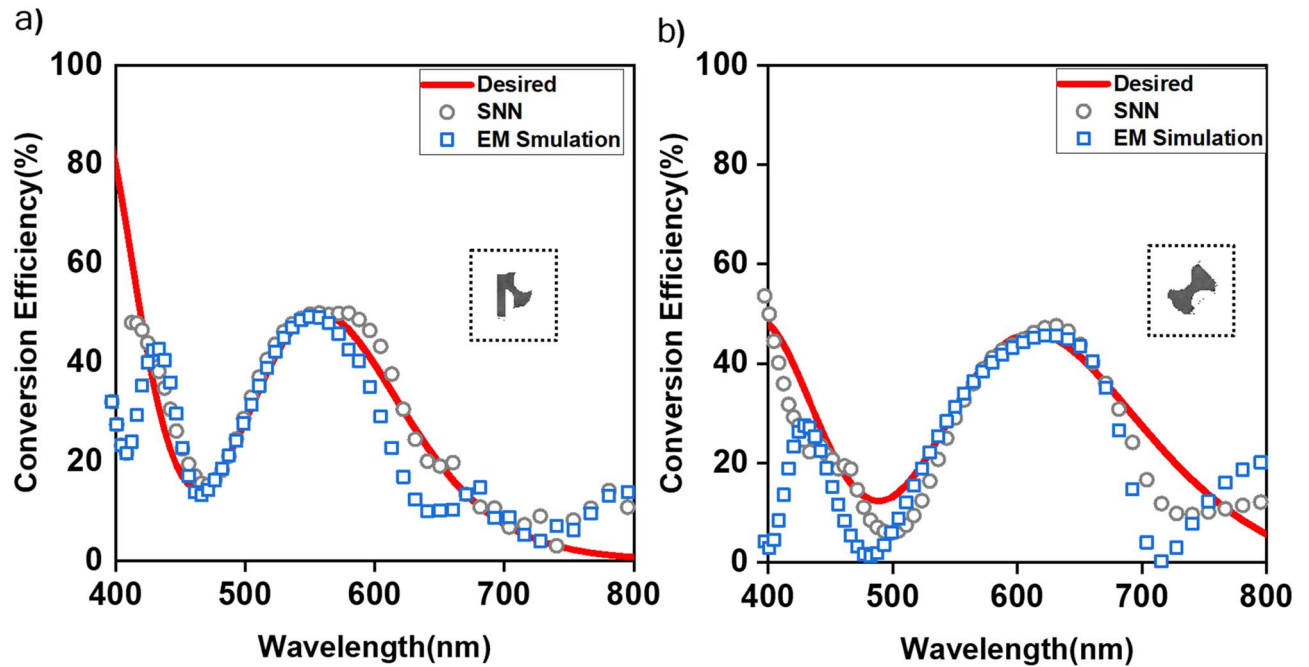 a)
100
80
60
40
20
0
Conversion Efficiency(%)
Desired
SNN
EM Smulation
400 500 600 700 800
Wavelength(nm)
b)
100
80
60
40
20
0
Conversion Efficiency(%)
Desired
SNN
EM Simulation
400 500 600 700 800
Wavelength(nm)